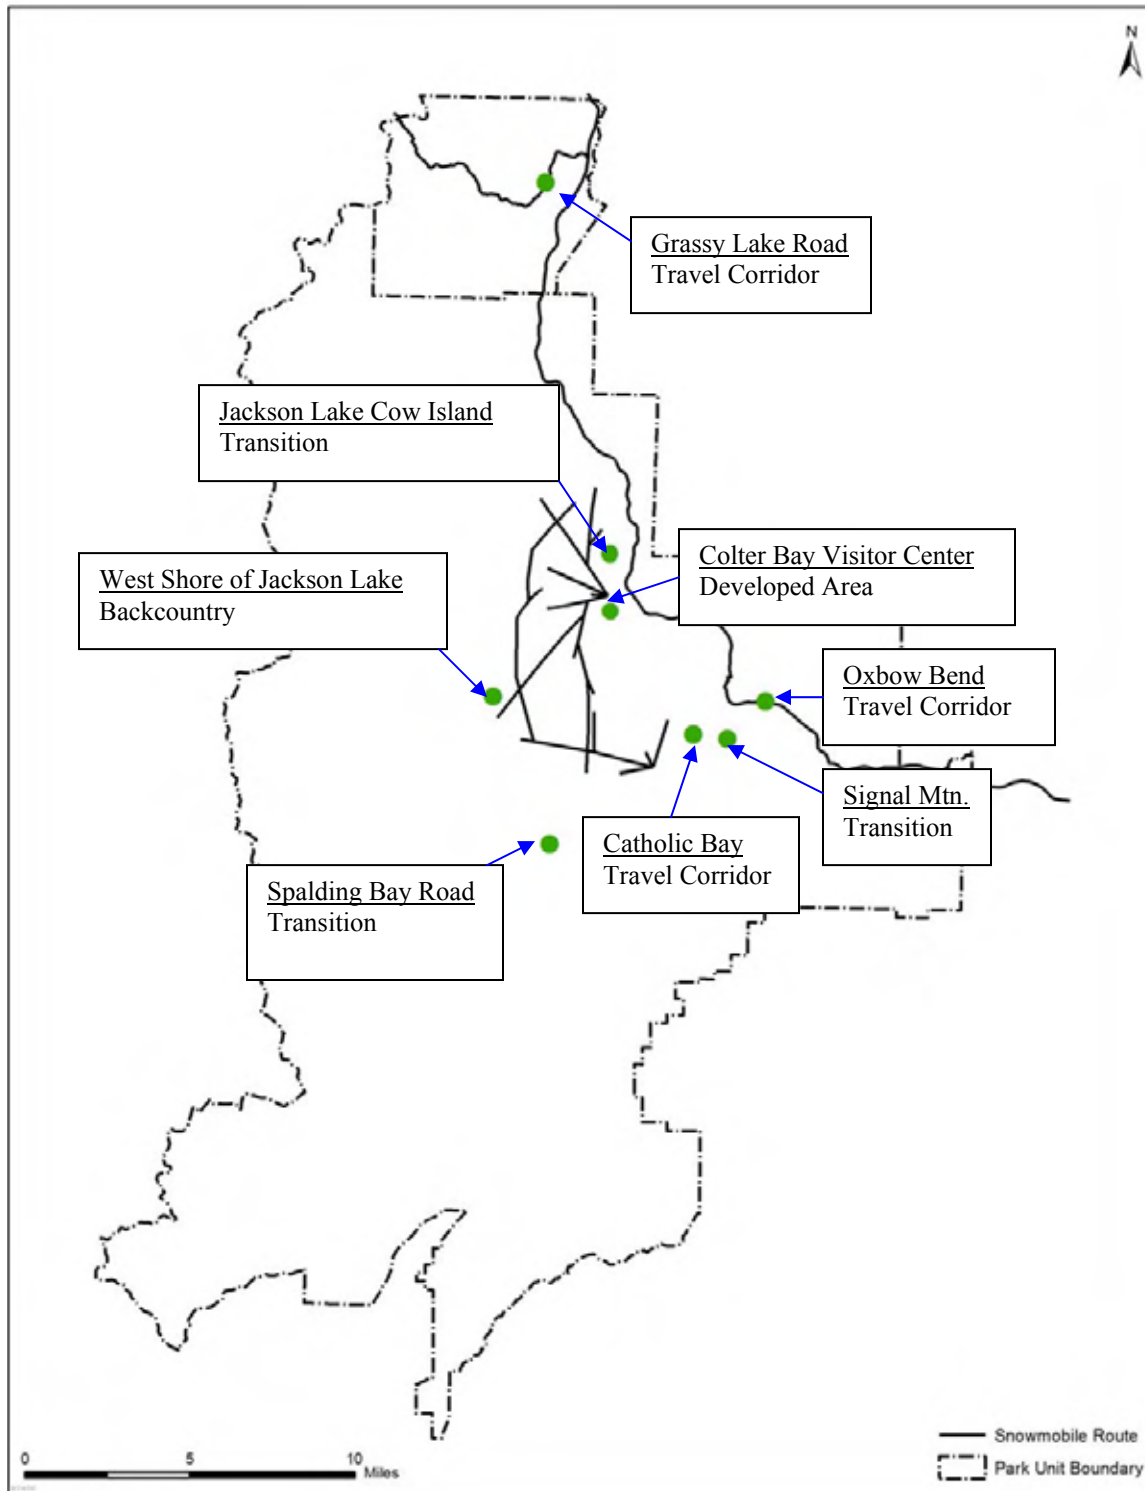 N
Grassy Lake Road
Travel Corridor
Jackson Lake Cow Island
Transition
Colter Bay Visitor Center
Developed Area
West Shore of Jackson Lake
Backcountry
Oxbow Bend
Travel Corridor
Signal Mtn.
Transition
Catholic Bay
Travel Corridor
Spalding Bay Road
Transition
Snowmobile Route
Park Unit Boundary
0 5 10
Miles